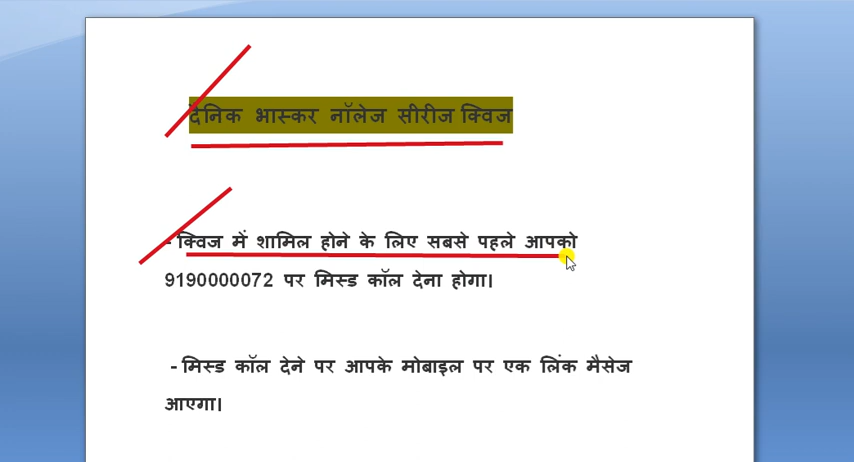 दैनिक भास्कर नॉलेज सीरीज क्विज
- क्विज में शामिल होने के लिए सबसे पहले आपको
9190000072 पर मिस्ड कॉल देना होगा।
- मिस्ड कॉल देने पर आपके मोबाइल पर एक लिंक मैसेज
आएगा।